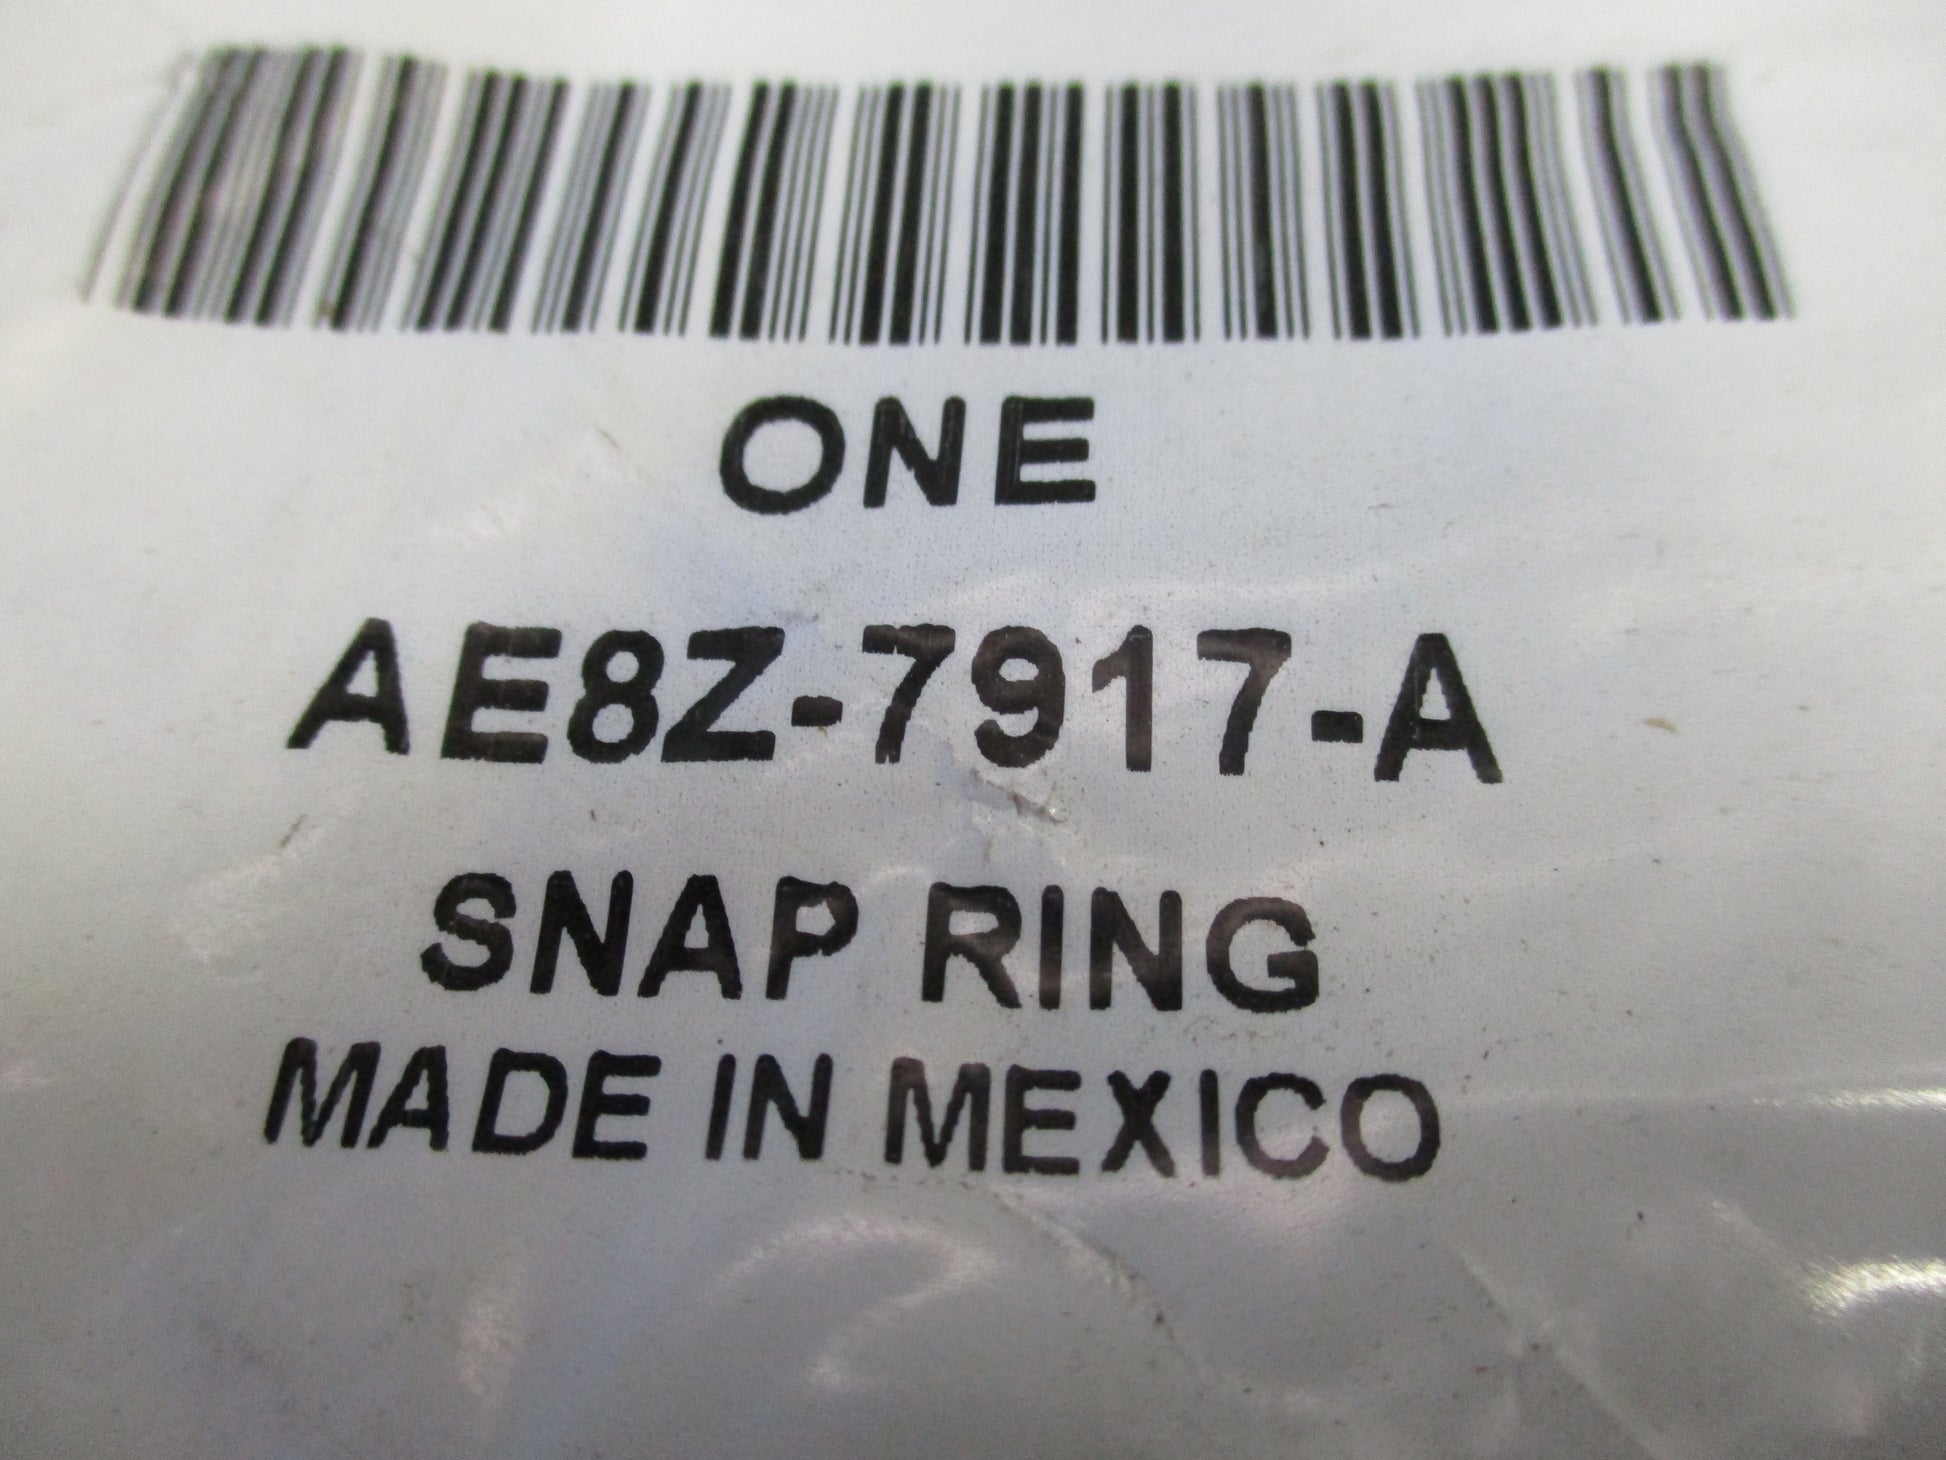 ONE
AE8Z-7917-A
SNAP RING
MADE IN MEXICO